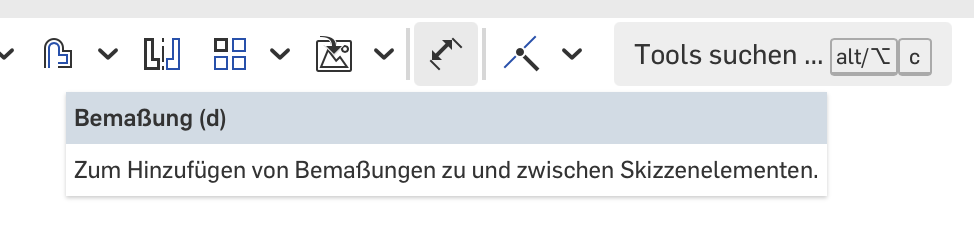 Tools suchen ... alt/⌥ c
Bemaßung (d)
Zum Hinzufügen von Bemaßungen zu und zwischen Skizzenelementen.